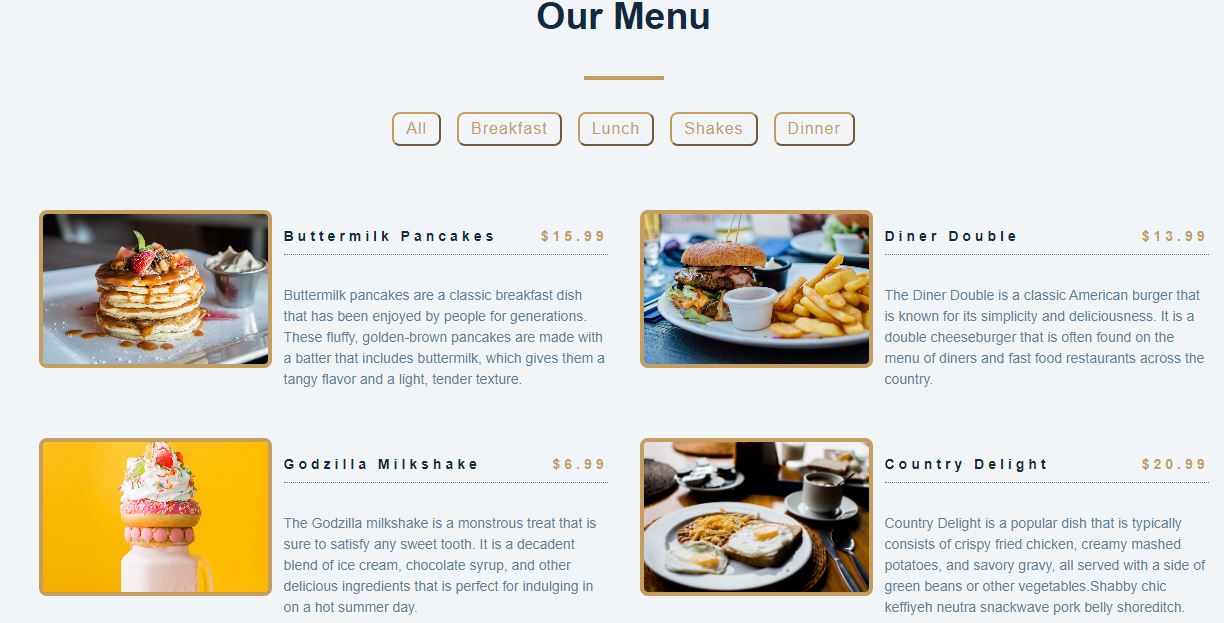 Our Menu
All Breakfast Lunch Shakes Dinner
Buttermilk Pancakes $15.99
Buttermilk pancakes are a classic breakfast dish
that has been enjoyed by people for generations.
These fluffy, golden-brown pancakes are made with
a batter that includes buttermilk, which gives them a
tangy flavor and a light, tender texture.
Diner Double $13.99
The Diner Double is a classic American burger that
is known for its simplicity and deliciousness. It is a
double cheeseburger that is often found on the
menu of diners and fast food restaurants across the
country.
Godzilla Milkshake $6.99
The Godzilla milkshake is a monstrous treat that is
sure to satisfy any sweet tooth. It is a decadent
blend of ice cream, chocolate syrup, and other
delicious ingredients that is perfect for indulging in
on a hot summer day.
Country Delight $20.99
Country Delight is a popular dish that is typically
consists of crispy fried chicken, creamy mashed
potatoes, and savory gravy, all served with a side of
green beans or other vegetables.Shabby chic
keffiyeh neutra snackwave pork belly shoreditch.